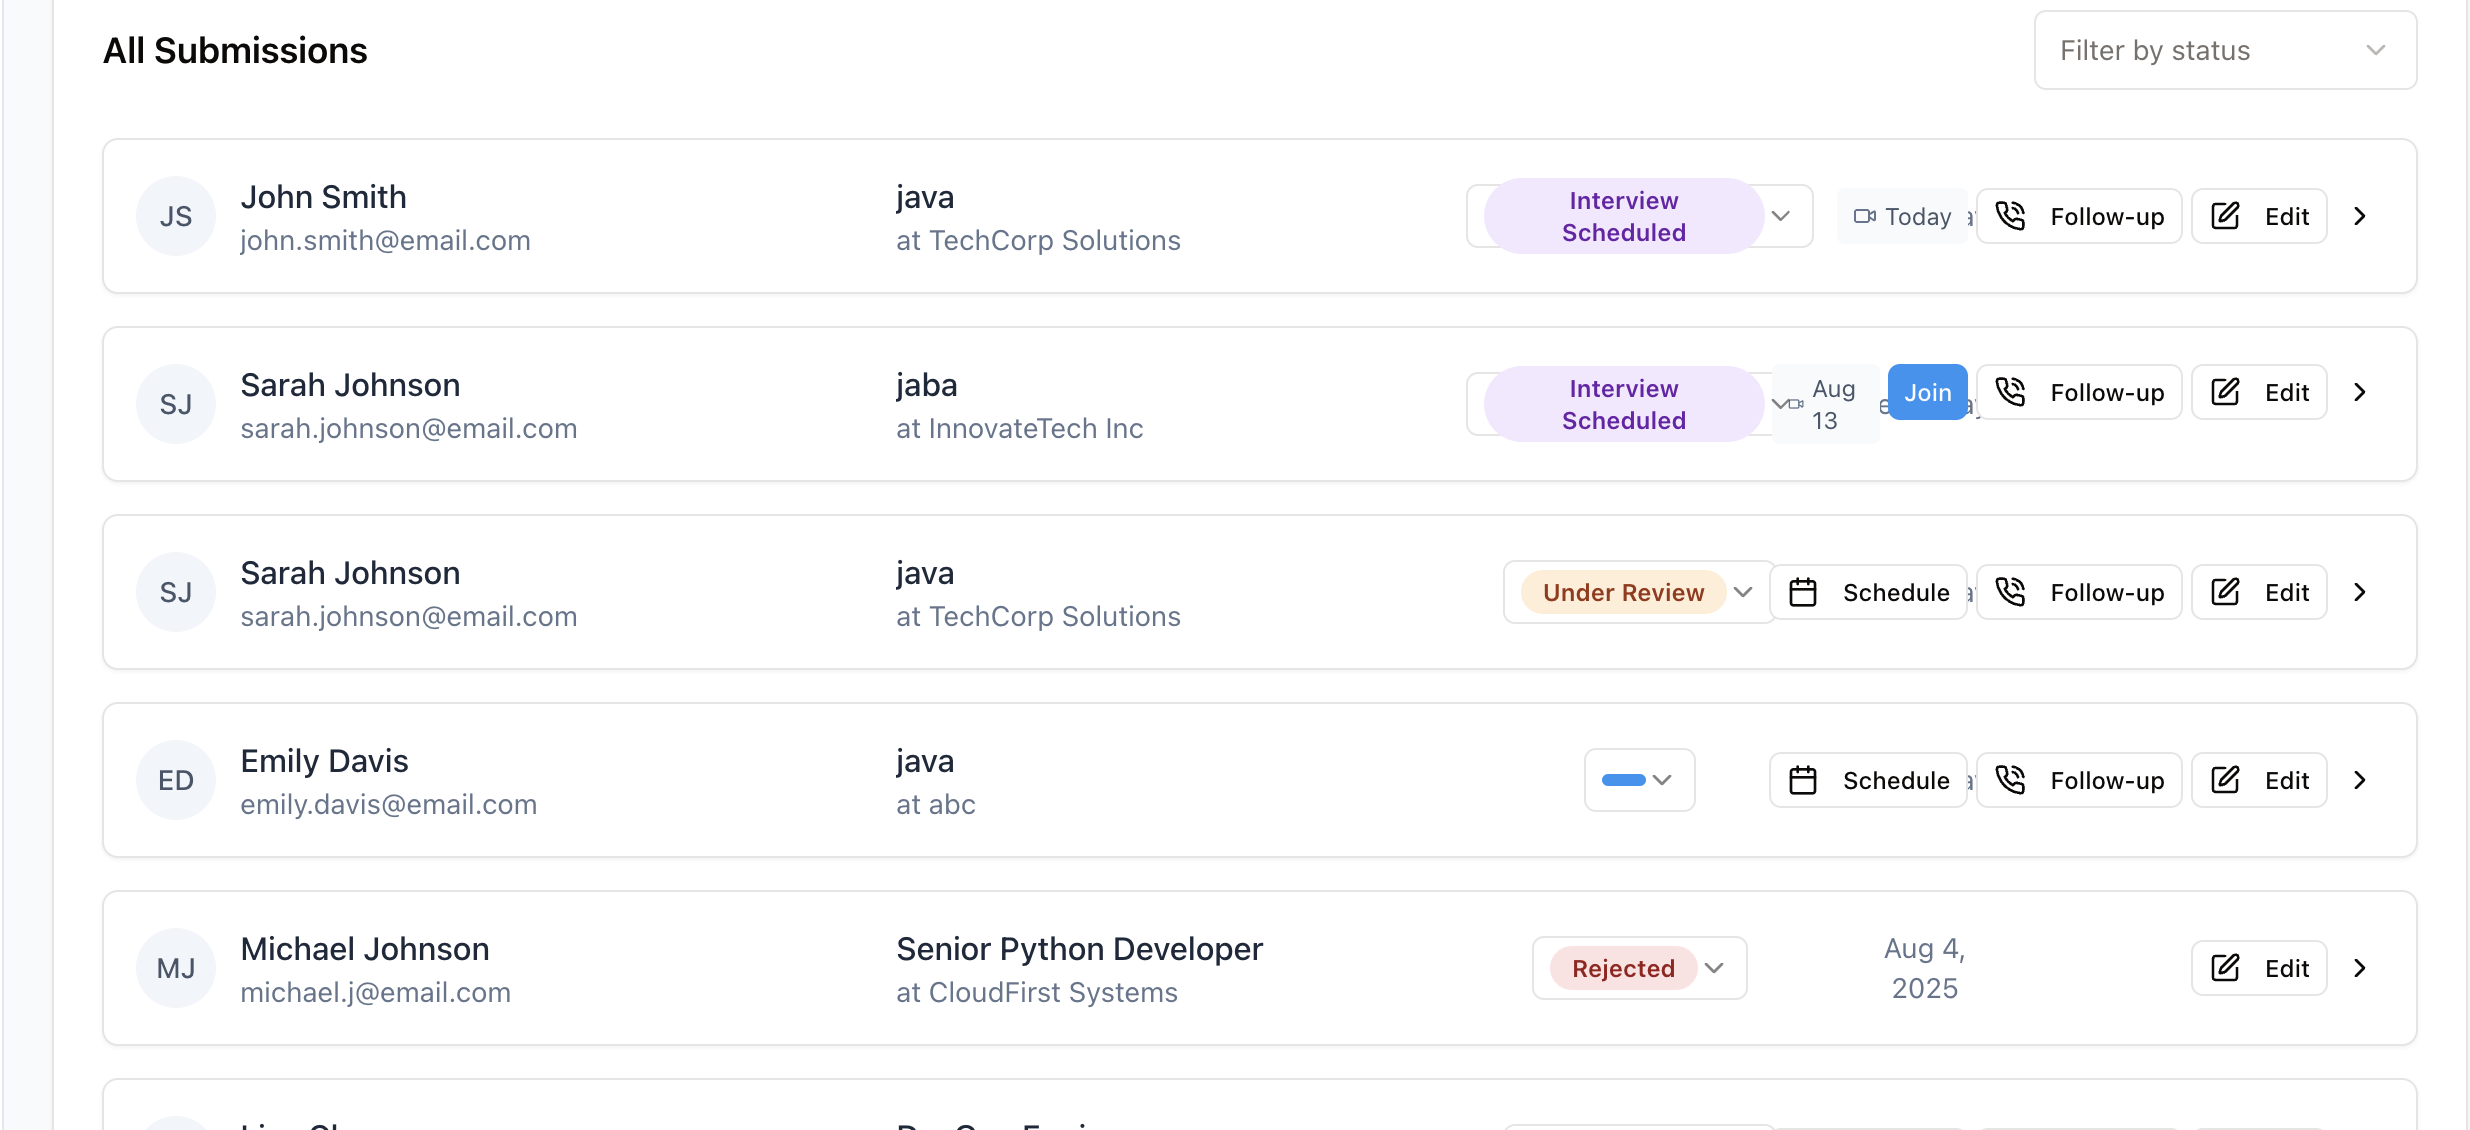 All Submissions
Filter by status
JS
John Smith
john.smith@email.com
java
at TechCorp Solutions
Interview
Scheduled
Today
Follow-up
Edit
SJ
Sarah Johnson
sarah.johnson@email.com
jaba
at InnovateTech Inc
Interview
Scheduled
Aug
13
Join
Follow-up
Edit
SJ
Sarah Johnson
sarah.johnson@email.com
java
at TechCorp Solutions
Under Review
Schedule
Follow-up
Edit
ED
Emily Davis
emily.davis@email.com
java
at abc
Schedule
Follow-up
Edit
MJ
Michael Johnson
michael.j@email.com
Senior Python Developer
at CloudFirst Systems
Rejected
Aug 4,
2025
Edit